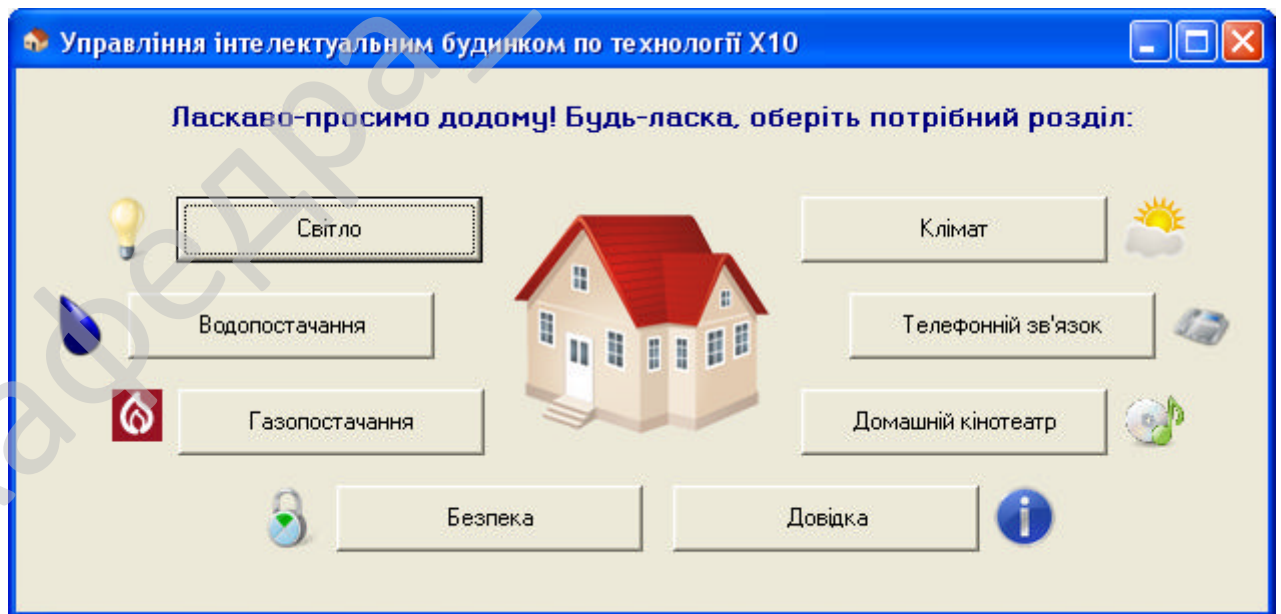 Управління інтелектуальним будинком по технології X10
Ласкаво-просимо додому! Будь-ласка, оберіть потрібний розділ:
Світло
Клімат
Водопостачання
Телефонній зв'язок
Газопостачання
Домашній кінотеатр
Безпека
Довідка
афедра_